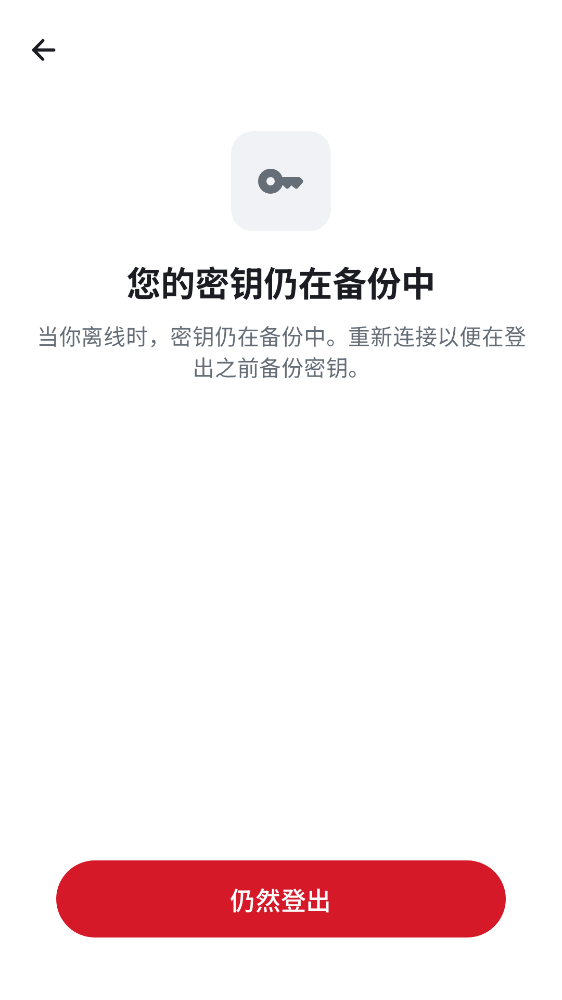 您的密钥仍在备份中
当你离线时，密钥仍在备份中。重新连接以便在登
出之前备份密钥。
仍然登出